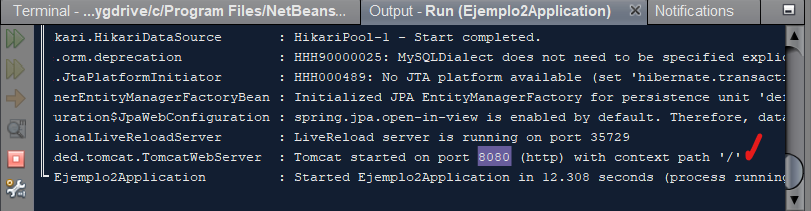 Terminal - ...ygdrive/c/Program Files/NetBeans...
Output - Run (Ejemplo2Application)
Notifications
kari.HikariDataSource : HikariPool-1 - Start completed.
.orm.deprecation : HHH90000025: MySQLDialect does not need to be specified explic
.JtaPlatformInitiator : HHH000489: No JTA platform available (set 'hibernate.transacti
nerEntityManagerFactoryBean : Initialized JPA EntityManagerFactory for persistence unit 'de
uration$JpaWebConfiguration : spring.jpa.open-in-view is enabled by default. Therefore, data
ionalLiveReloadServer : LiveReload server is running on port 35729
ded.tomcat.TomcatWebServer : Tomcat started on port 8080 (http) with context path '/'
Ejemplo2Application : Started Ejemplo2Application in 12.308 seconds (process running